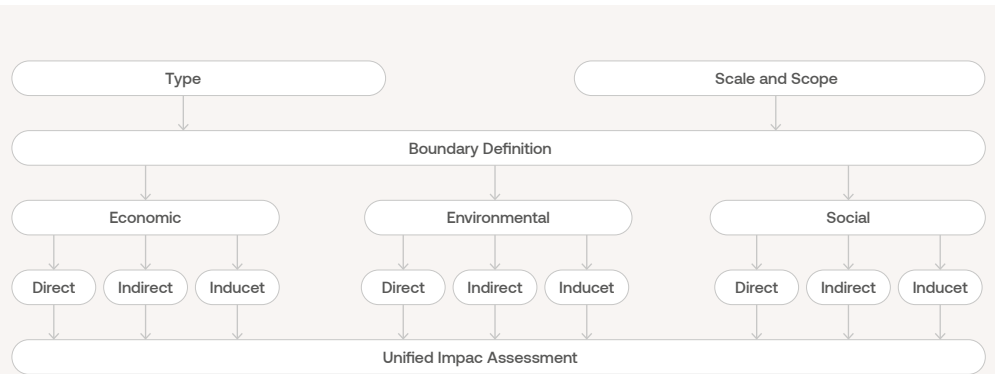 Type
Scale and Scope
Boundary Definition
Economic
Environmental
Social
Direct
Indirect
Inducet
Direct
Indirect
Inducet
Direct
Indirect
Inducet
Unified Impac Assessment